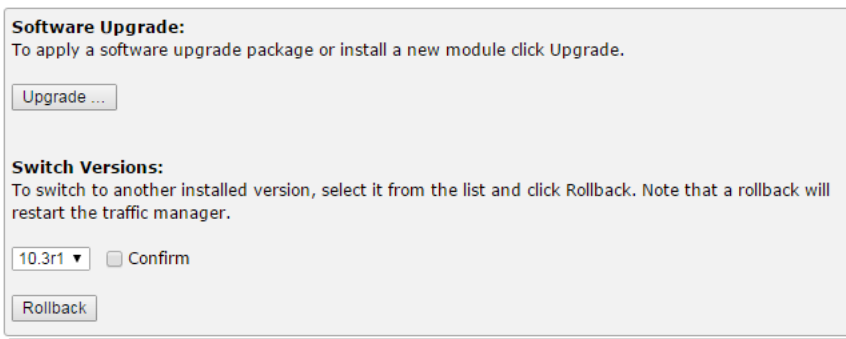 Software Upgrade:
To apply a software upgrade package or install a new module click Upgrade.
Upgrade ...
Switch Versions:
To switch to another installed version, select it from the list and click Rollback. Note that a rollback will
restart the traffic manager.
10.3r1 ▼ Confirm
Rollback